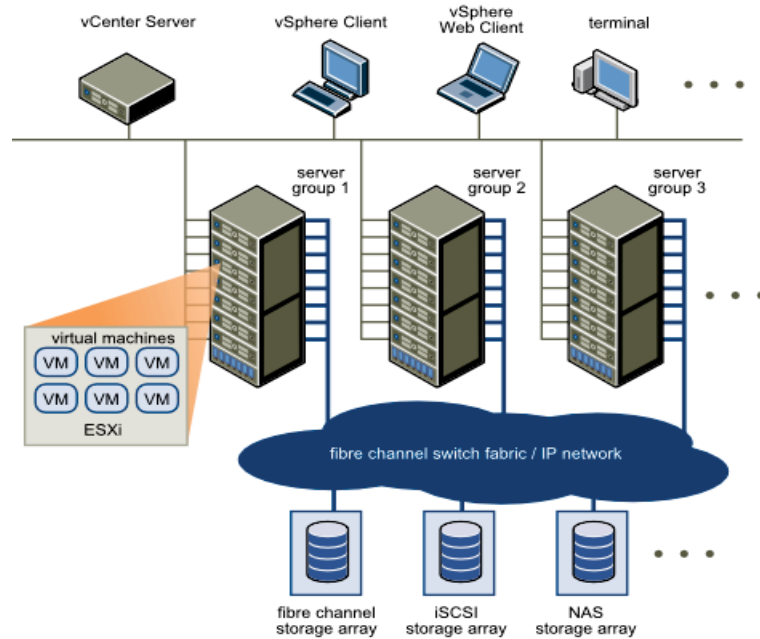 vCenter Server
vSphere Client
vSphere
Web Client
terminal
server
group 1
server
group 2
server
group 3
virtual machines
VM VM VM
VM VM VM
ESXi
fibre channel switch fabric / IP network
fibre channel
storage array
iSCSI
storage array
NAS
storage array